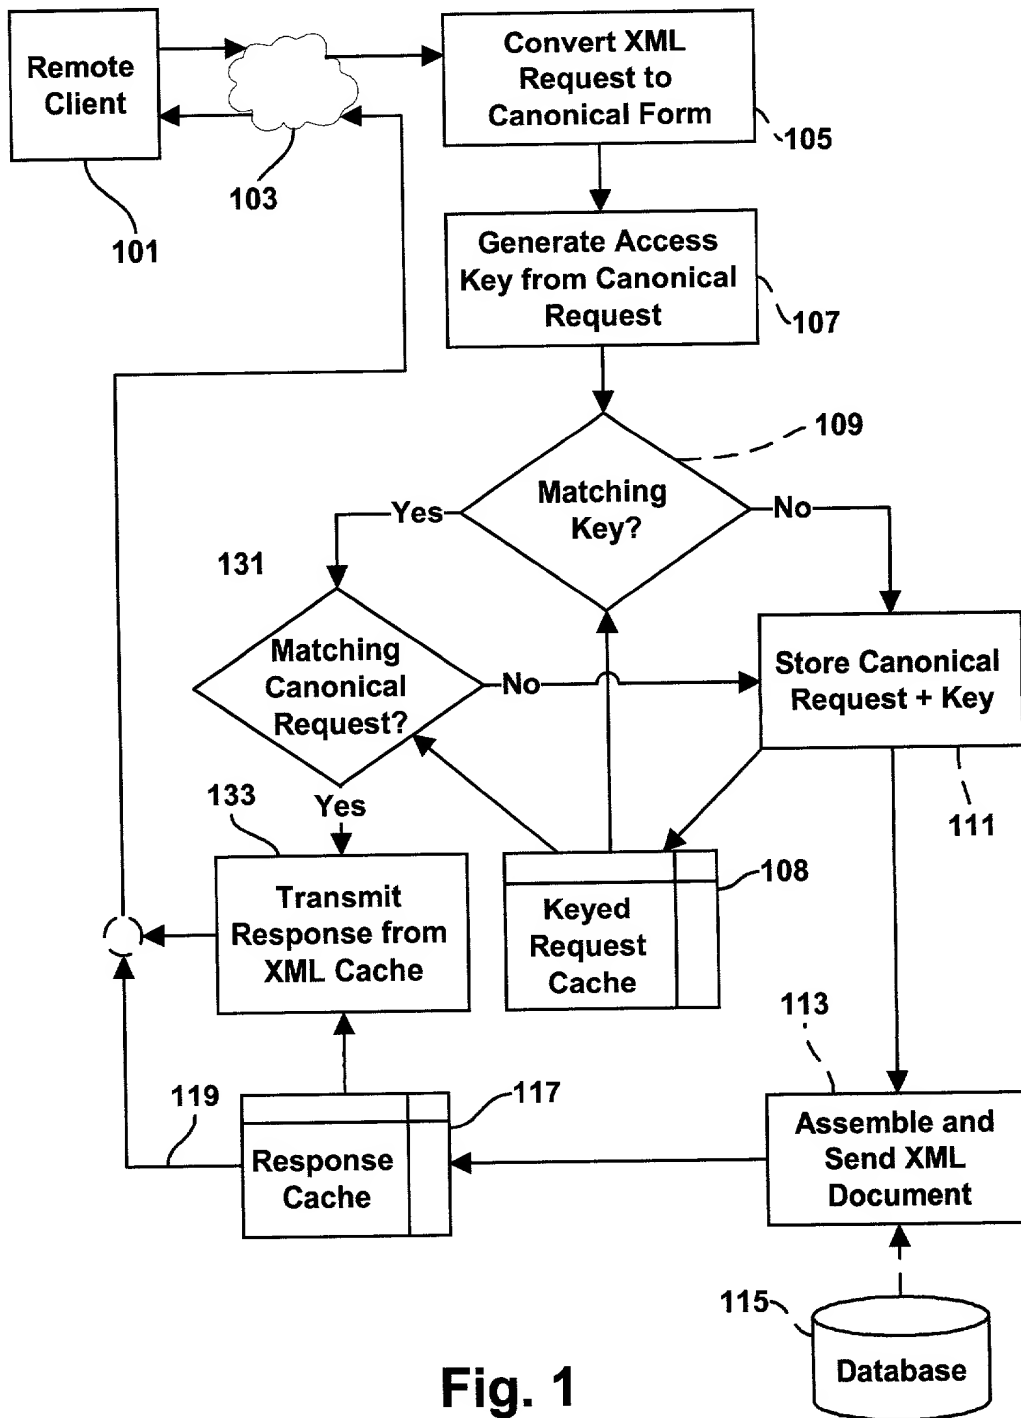 Remote
Client
Convert XML
Request to
Canonical Form
105
103
101
Generate Access
Key from Canonical
Request
107
109
Matching
Key?
Yes
No
131
Matching
Canonical
Request?
No
Store Canonical
Request + Key
111
Yes
133
Transmit
Response from
XML Cache
Keyed
Request
Cache
108
113
119
117
Response
Cache
Assemble and
Send XML
Document
115
Database
Fig. 1